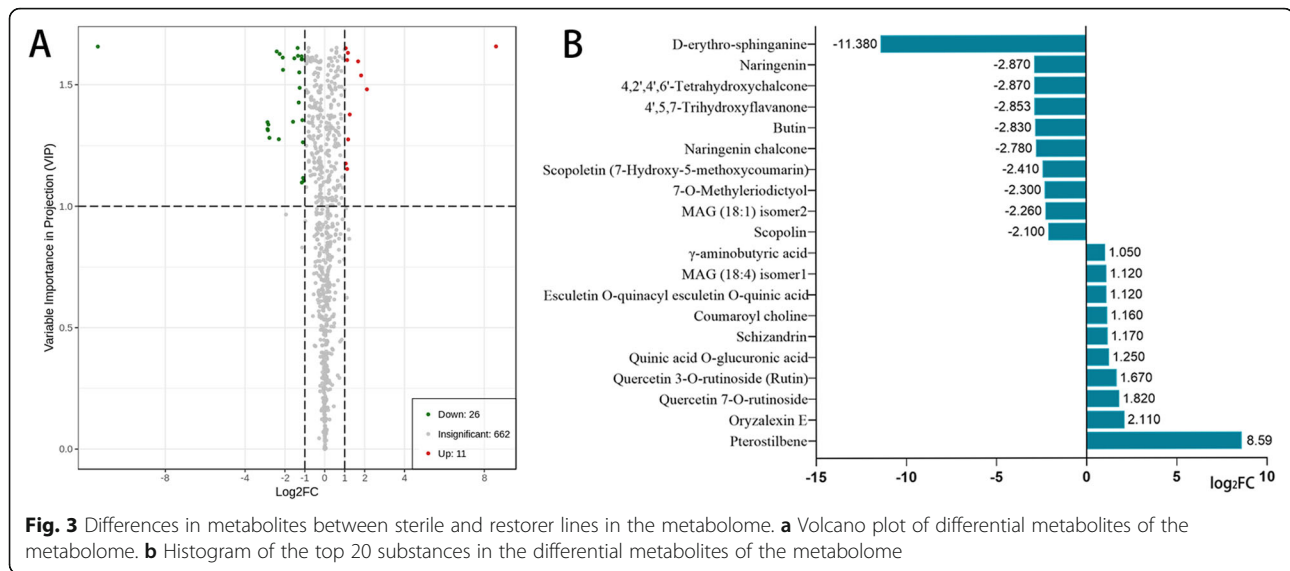 A
Variable Importance in Projection (VIP)
1.5
1.0
0.5
0.0
-8
-4
-2
-1
0
1
2
4
8
Log2FC
Down: 26
Insignificant: 662
Up: 11
B
D-erythro-sphinganine -11.380
Naringenin -2.870
4,2',4',6'-Tetrahydroxychalcone -2.870
4',5,7-Trihydroxyflavanone -2.853
Butin -2.830
Naringenin chalcone -2.780
Scopoletin (7-Hydroxy-5-methoxycoumarin) -2.410
7-O-Methyleriodictyol -2.300
MAG (18:1) isomer2 -2.260
Scopolin -2.100
γ-aminobutyric acid 1.050
MAG (18:4) isomer1 1.120
Esculetin O-quinacyl esculetin O-quinic acid 1.120
Coumaroyl choline 1.160
Schizandrin 1.170
Quinic acid O-glucuronic acid 1.250
Quercetin 3-O-rutinoside (Rutin) 1.670
Quercetin 7-O-rutinoside 1.820
Oryzalexin E 2.110
Pterostilbene 8.59
-15 -10 -5 0 5 10
log₂FC
Fig. 3 Differences in metabolites between sterile and restorer lines in the metabolome. a Volcano plot of differential metabolites of the
metabolome. b Histogram of the top 20 substances in the differential metabolites of the metabolome